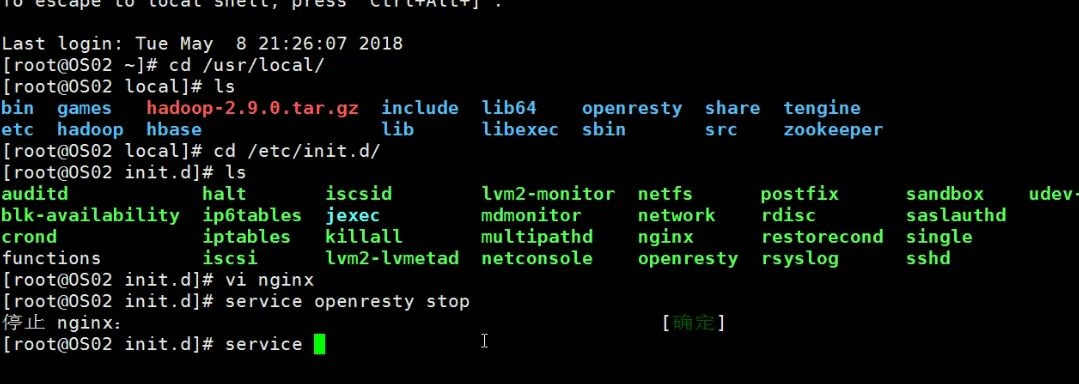 To escape to local shell, press 'Ctrl+Alt+]'.
Last login: Tue May  8 21:26:07 2018
[root@OS02 ~]# cd /usr/local/
[root@OS02 local]# ls
bin  games   hadoop-2.9.0.tar.gz  include  lib64    openresty  share  tengine
etc  hadoop  hbase                lib      libexec  sbin       src    zookeeper
[root@OS02 local]# cd /etc/init.d/
[root@OS02 init.d]# ls
auditd            halt       iscsid        lvm2-monitor  netfs      postfix      sandbox    udev-
blk-availability  ip6tables  jexec         mdmonitor     network    rdisc        saslauthd
crond             iptables   killall       multipathd    nginx      restorecond  single
functions         iscsi      lvm2-lvmetad  netconsole    openresty  rsyslog      sshd
[root@OS02 init.d]# vi nginx
[root@OS02 init.d]# service openresty stop
停止 nginx： [确定]
[root@OS02 init.d]# service